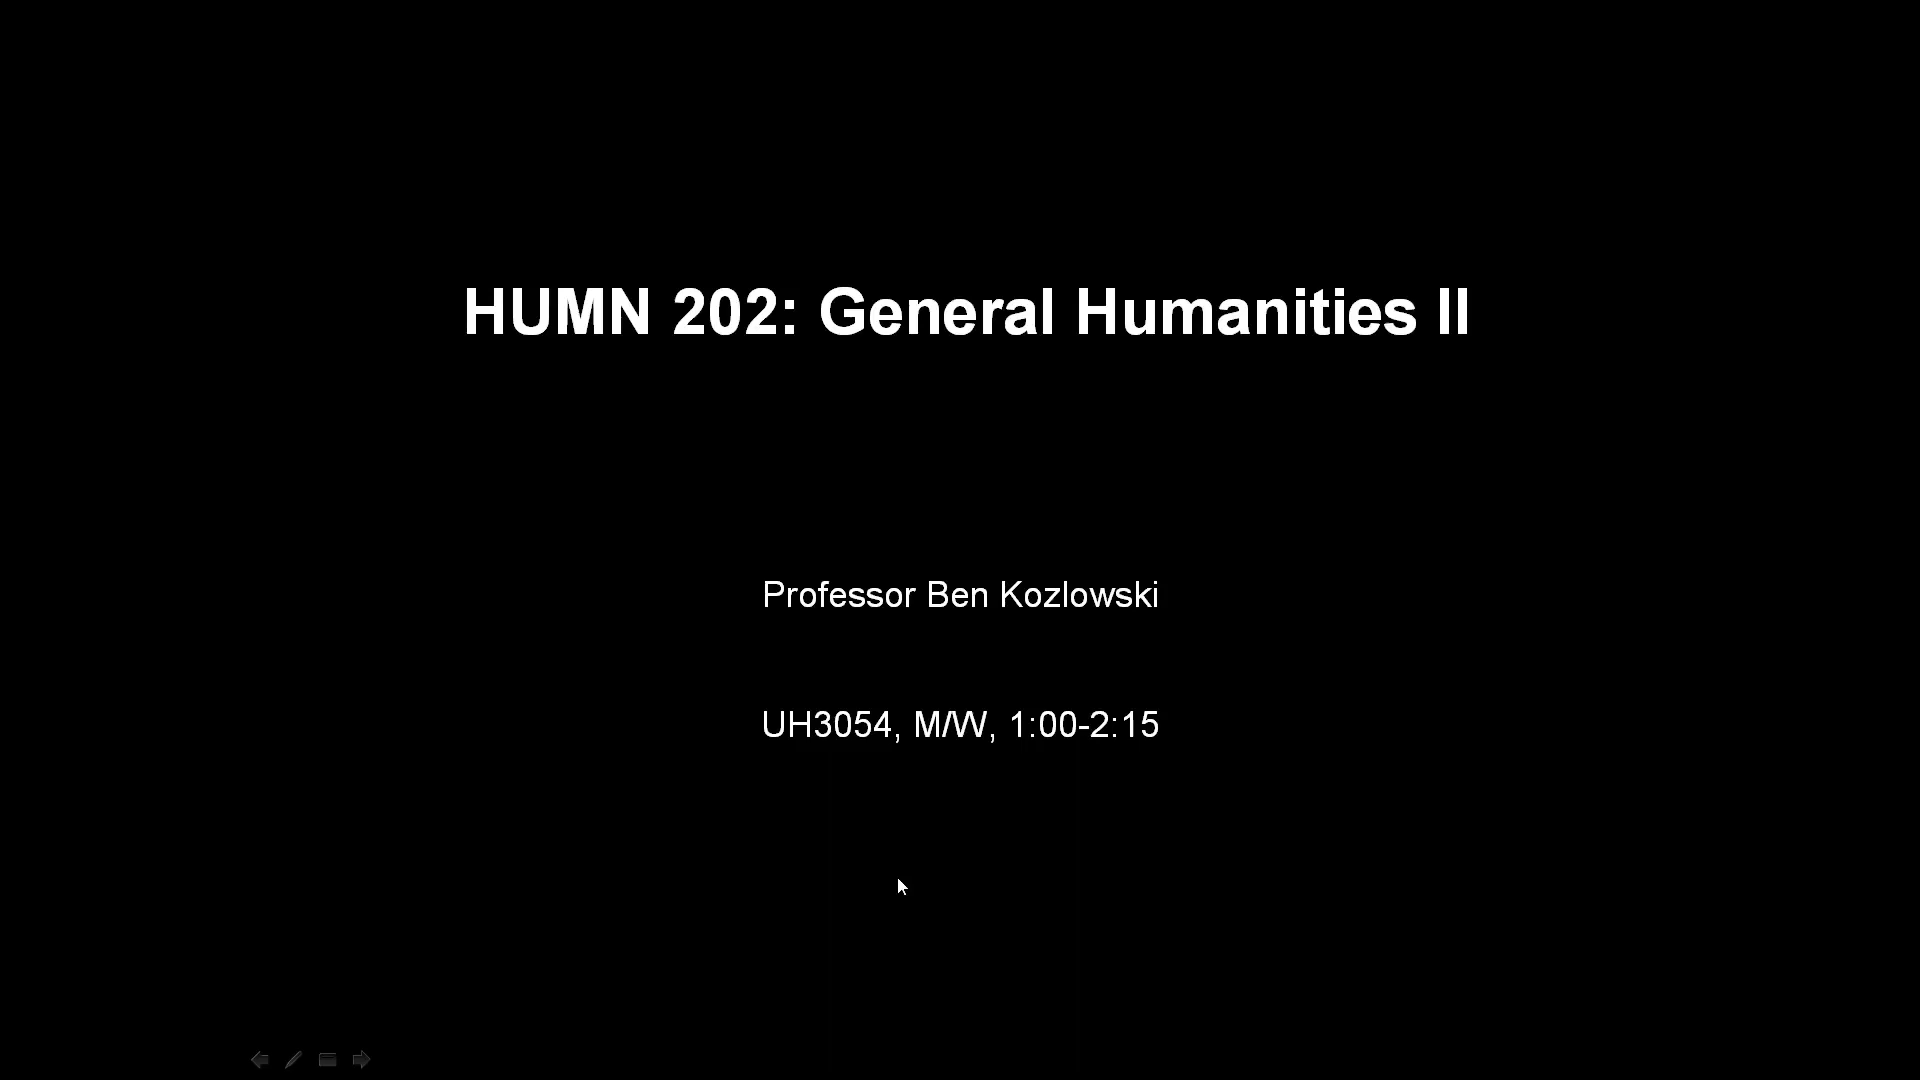 HUMN 202: General Humanities II
Professor Ben Kozlowski
UH3054, M/W, 1:00-2:15